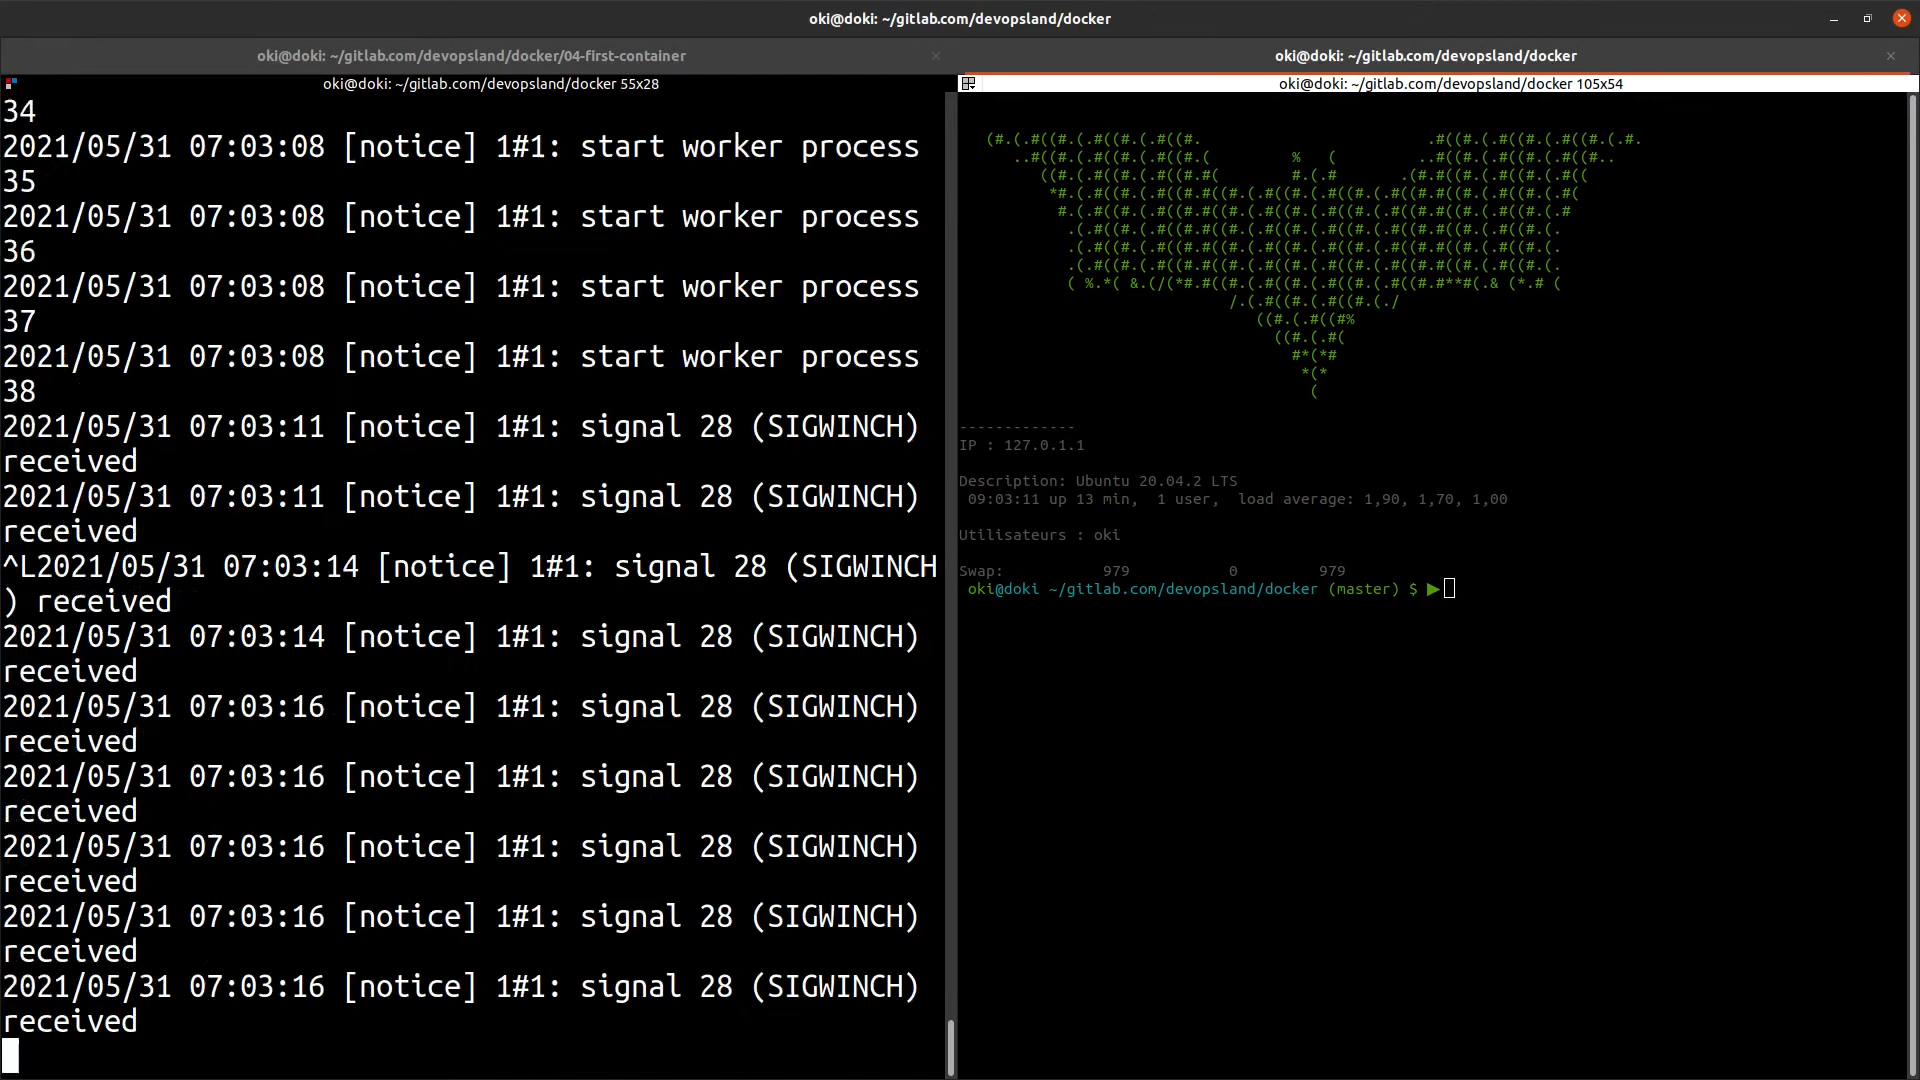 oki@doki: ~/gitlab.com/devopsland/docker
oki@doki: ~/gitlab.com/devopsland/docker/04-first-container
oki@doki: ~/gitlab.com/devopsland/docker
oki@doki: ~/gitlab.com/devopsland/docker 55x28
34
2021/05/31 07:03:08 [notice] 1#1: start worker process
35
2021/05/31 07:03:08 [notice] 1#1: start worker process
36
2021/05/31 07:03:08 [notice] 1#1: start worker process
37
2021/05/31 07:03:08 [notice] 1#1: start worker process
38
2021/05/31 07:03:11 [notice] 1#1: signal 28 (SIGWINCH)
received
2021/05/31 07:03:11 [notice] 1#1: signal 28 (SIGWINCH)
received
^L2021/05/31 07:03:14 [notice] 1#1: signal 28 (SIGWINCH
) received
2021/05/31 07:03:14 [notice] 1#1: signal 28 (SIGWINCH)
received
2021/05/31 07:03:16 [notice] 1#1: signal 28 (SIGWINCH)
received
2021/05/31 07:03:16 [notice] 1#1: signal 28 (SIGWINCH)
received
2021/05/31 07:03:16 [notice] 1#1: signal 28 (SIGWINCH)
received
2021/05/31 07:03:16 [notice] 1#1: signal 28 (SIGWINCH)
received
2021/05/31 07:03:16 [notice] 1#1: signal 28 (SIGWINCH)
received
oki@doki: ~/gitlab.com/devopsland/docker 105x54
-------------
IP : 127.0.1.1
Description: Ubuntu 20.04.2 LTS
09:03:11 up 13 min, 1 user, load average: 1,90, 1,70, 1,00
Utilisateurs : oki
Swap: 979 0 979
oki@doki ~/gitlab.com/devopsland/docker (master) $ ▶